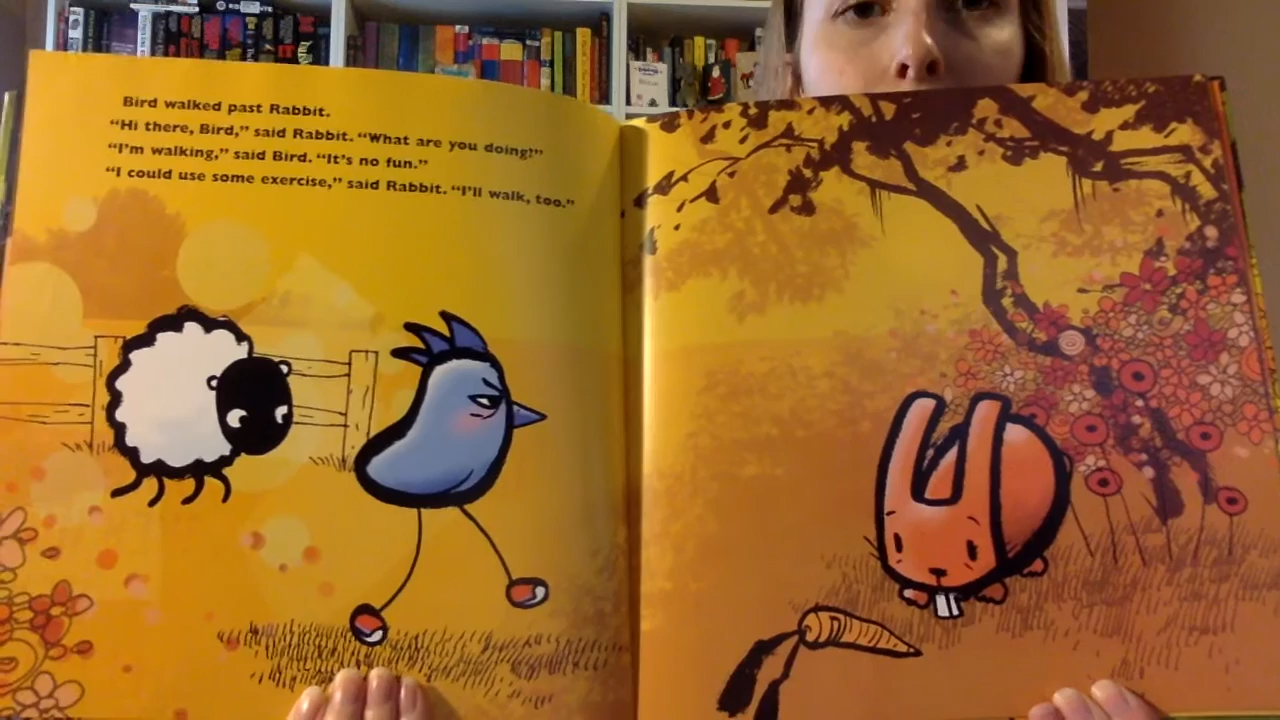 Bird walked past Rabbit.
“Hi there, Bird,” said Rabbit. “What are you doing?”
“I’m walking,” said Bird. “It’s no fun.”
“I could use some exercise,” said Rabbit. “I’ll walk, too.”